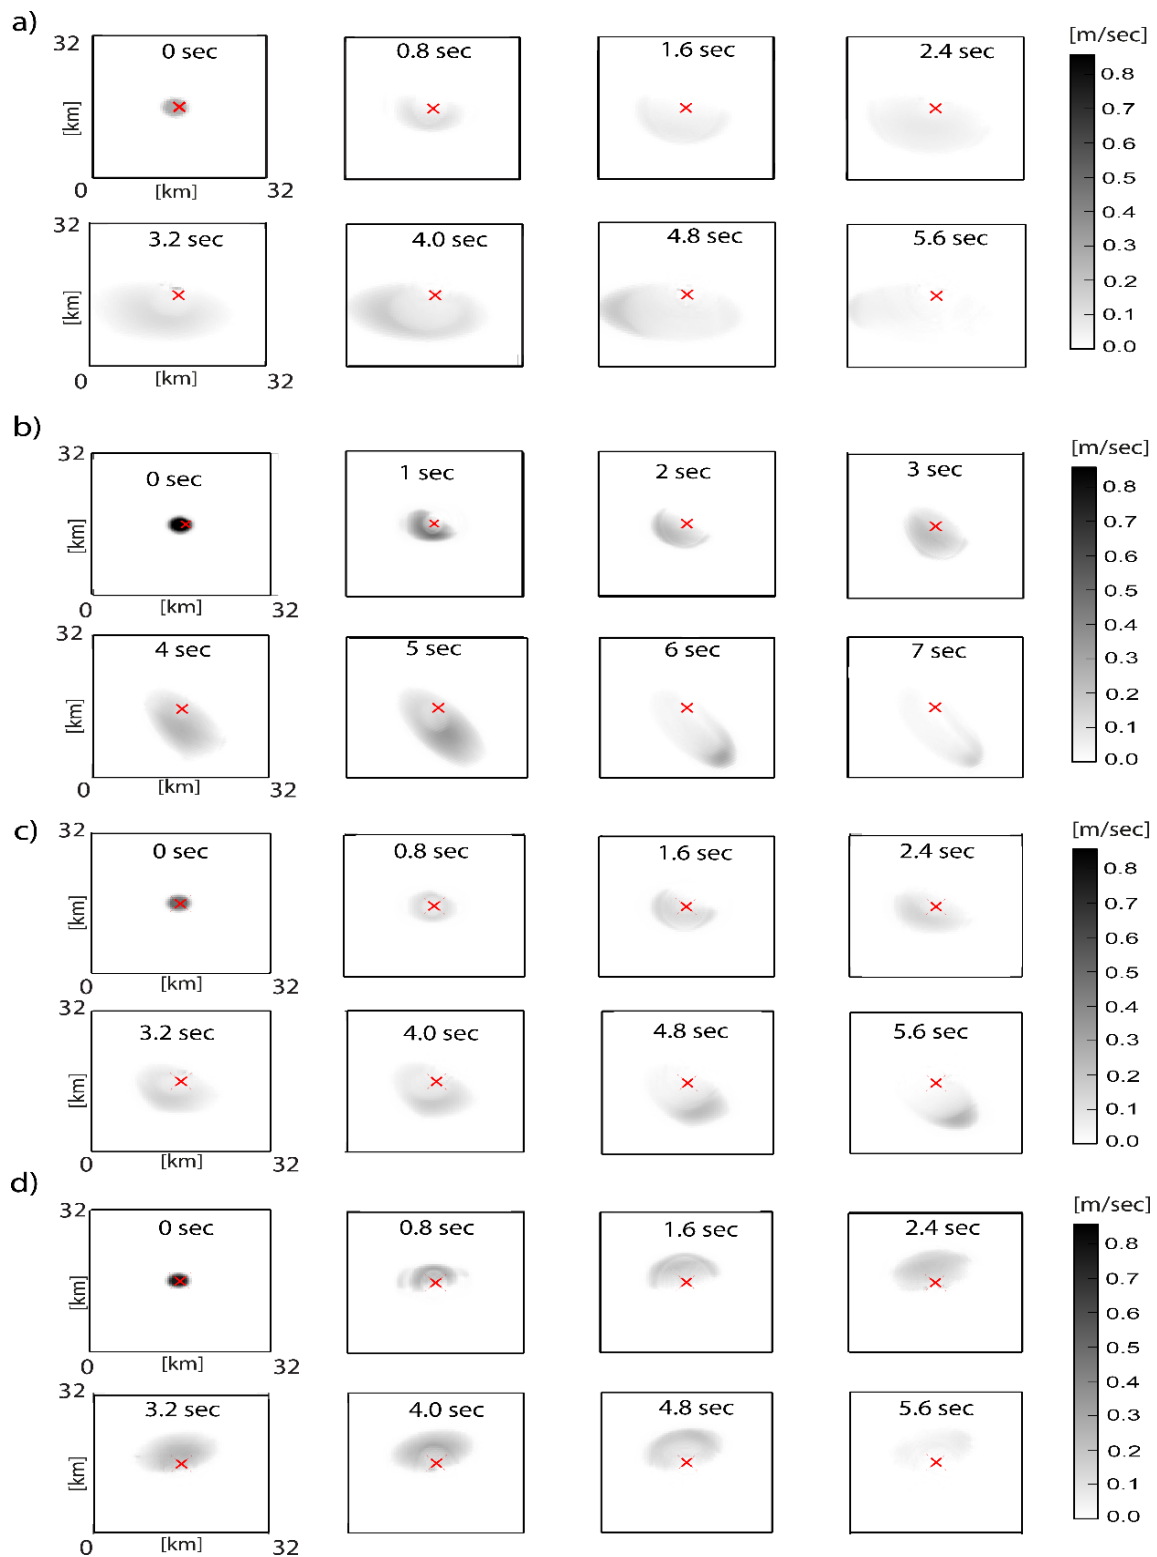 a)
[m/sec]
32
0 sec
0.8 sec
1.6 sec
2.4 sec
0.8
0.7
0.6
0.5
0.4
0.3
0.2
0.1
0.0
[km]
0
[km]
32
32
3.2 sec
4.0 sec
4.8 sec
5.6 sec
[km]
0
[km]
32
b)
[m/sec]
32
0 sec
1 sec
2 sec
3 sec
0.8
0.7
0.6
0.5
0.4
0.3
0.2
0.1
0.0
[km]
0
[km]
32
32
4 sec
5 sec
6 sec
7 sec
[km]
0
[km]
32
c)
[m/sec]
32
0 sec
0.8 sec
1.6 sec
2.4 sec
0.8
0.7
0.6
0.5
0.4
0.3
0.2
0.1
0.0
[km]
0
[km]
32
32
3.2 sec
4.0 sec
4.8 sec
5.6 sec
[km]
0
[km]
32
d)
[m/sec]
32
0 sec
0.8 sec
1.6 sec
2.4 sec
0.8
0.7
0.6
0.5
0.4
0.3
0.2
0.1
0.0
[km]
0
[km]
32
32
3.2 sec
4.0 sec
4.8 sec
5.6 sec
[km]
0
[km]
32